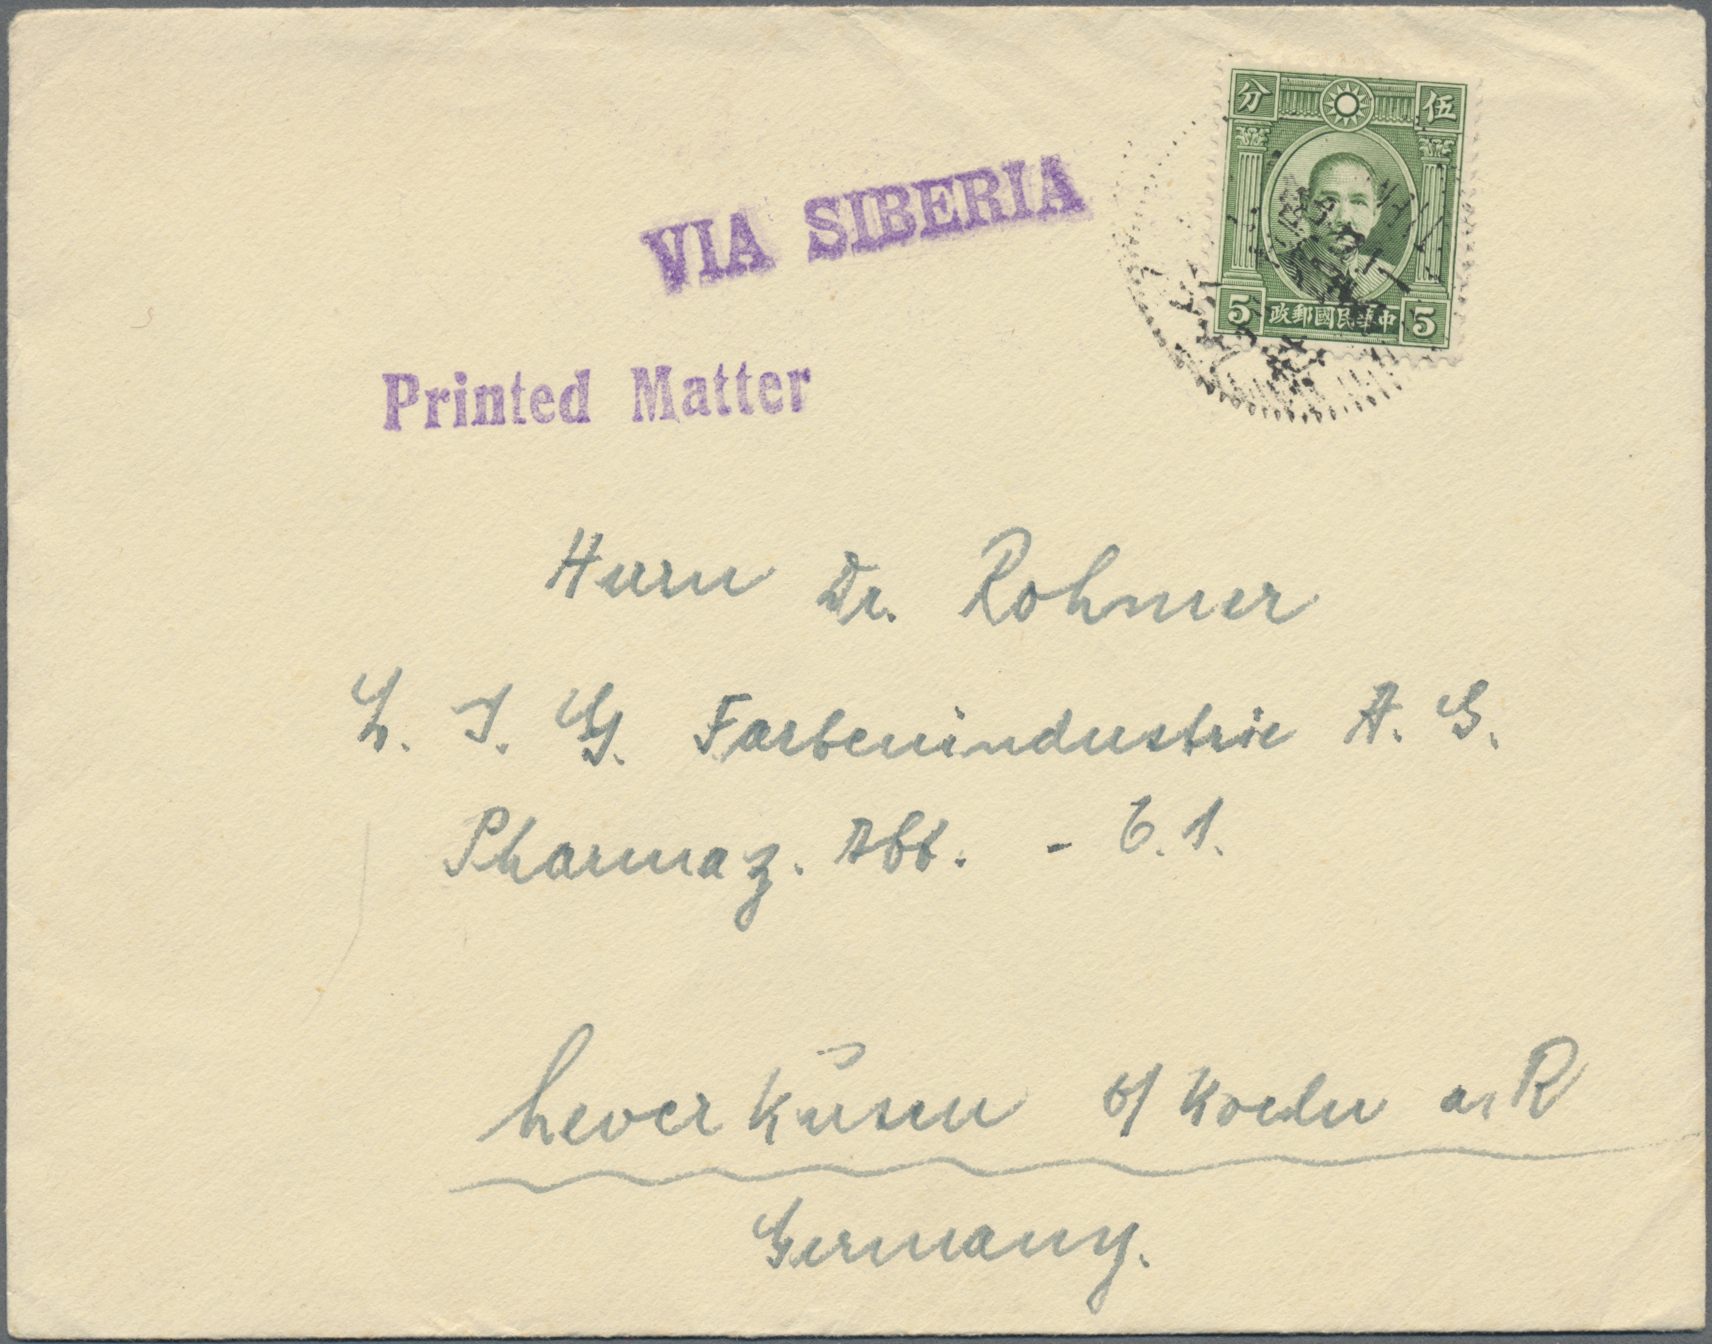 分 伍
VIA SIBERIA
5 政郵國民華中 5
Printed Matter
Herrn Dr. Rohmer
I. G. Farbenindustrie A. G.
Pharmaz. Abt. -
Leverküsen b/ Koeln a. R
Germany.